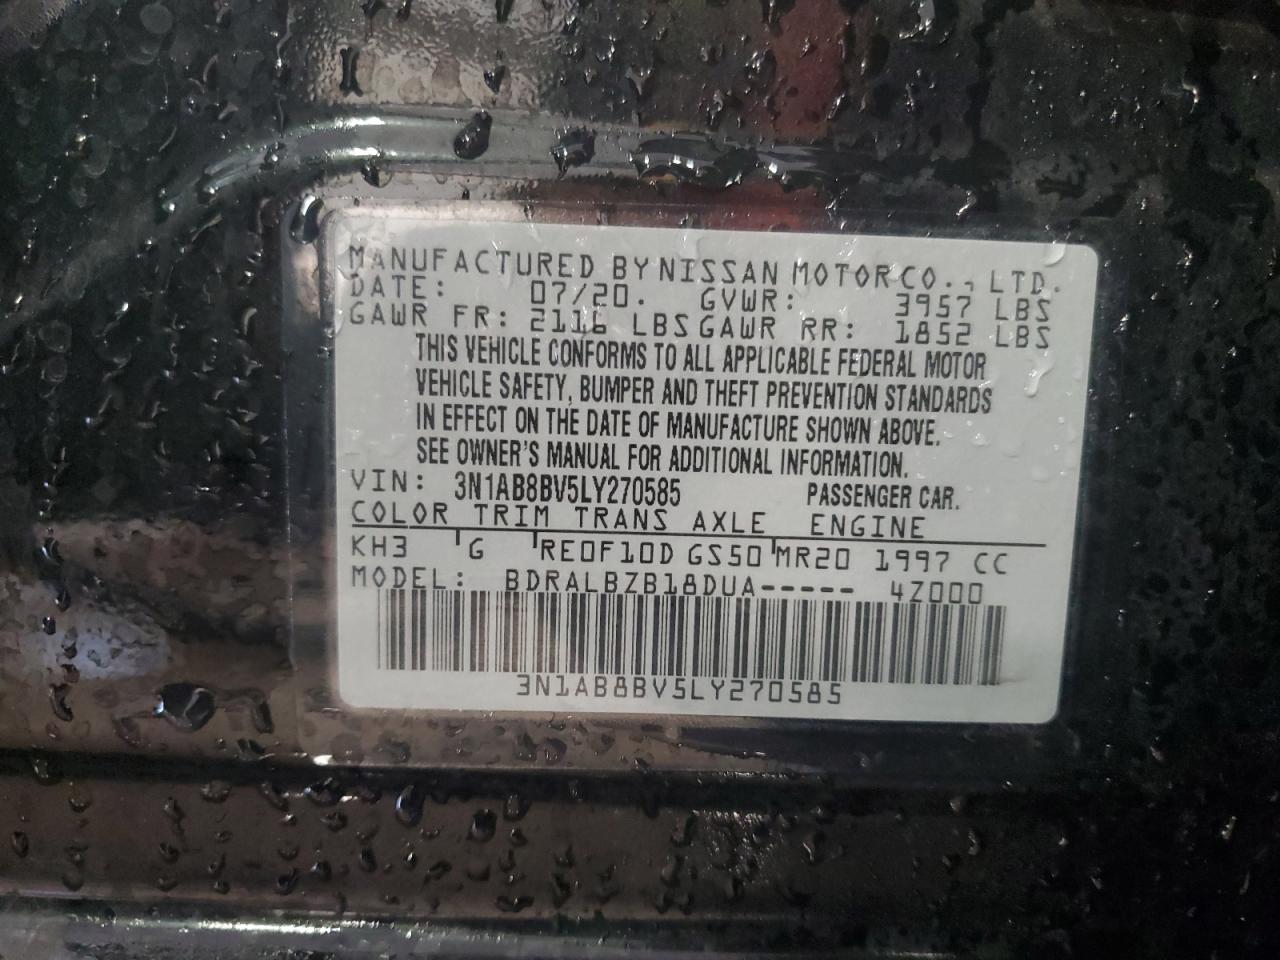 MANUFACTURED BY NISSAN MOTOR CO., LTD.
DATE: 07/20. GVWR: 3957 LBS
GAWR FR: 2116 LBS GAWR RR: 1852 LBS
THIS VEHICLE CONFORMS TO ALL APPLICABLE FEDERAL MOTOR
VEHICLE SAFETY, BUMPER AND THEFT PREVENTION STANDARDS
IN EFFECT ON THE DATE OF MANUFACTURE SHOWN ABOVE.
SEE OWNER'S MANUAL FOR ADDITIONAL INFORMATION.
VIN: 3N1AB8BV5LY270585 PASSENGER CAR.
COLOR TRIM TRANS AXLE ENGINE
KH3 G RE0F10D GS50 MR20 1997 CC
MODEL: BDRALBZB18DUA----- 4Z000
3N1AB8BV5LY270585